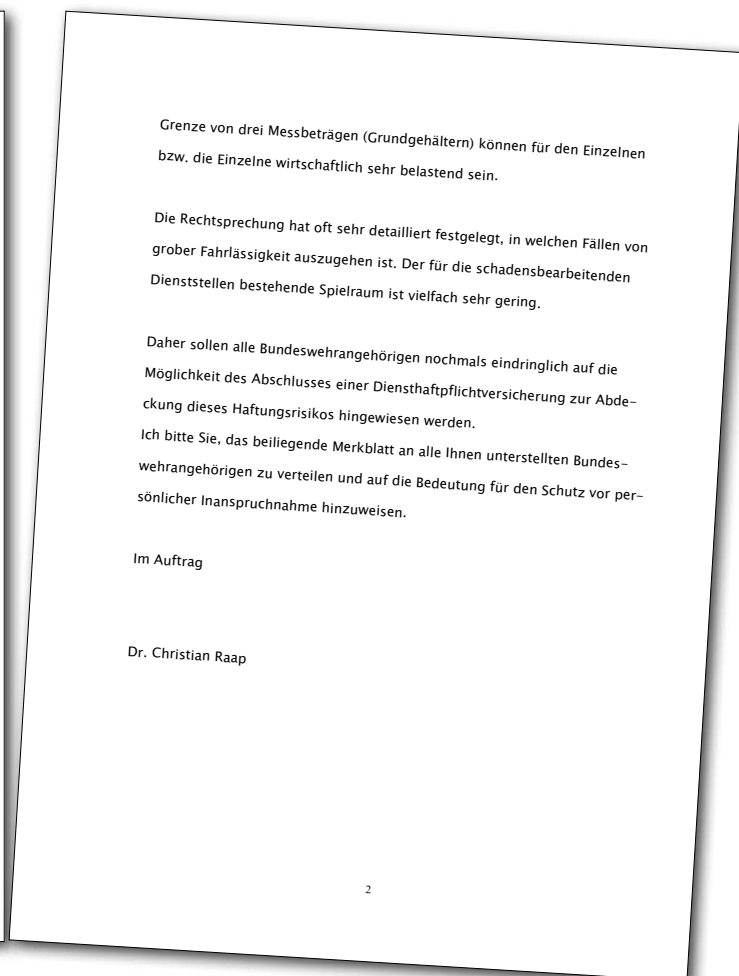 Grenze von drei Messbeträgen (Grundgehältern) können für den Einzelnen
bzw. die Einzelne wirtschaftlich sehr belastend sein.
Die Rechtsprechung hat oft sehr detailliert festgelegt, in welchen Fällen von
grober Fahrlässigkeit auszugehen ist. Der für die schadensbearbeitenden
Dienststellen bestehende Spielraum ist vielfach sehr gering.
Daher sollen alle Bundeswehrangehörigen nochmals eindringlich auf die
Möglichkeit des Abschlusses einer Diensthaftpflichtversicherung zur Abde-
ckung dieses Haftungsrisikos hingewiesen werden.
Ich bitte Sie, das beiliegende Merkblatt an alle Ihnen unterstellten Bundes-
wehrangehörigen zu verteilen und auf die Bedeutung für den Schutz vor per-
sönlicher Inanspruchnahme hinzuweisen.
Im Auftrag
Dr. Christian Raap
2